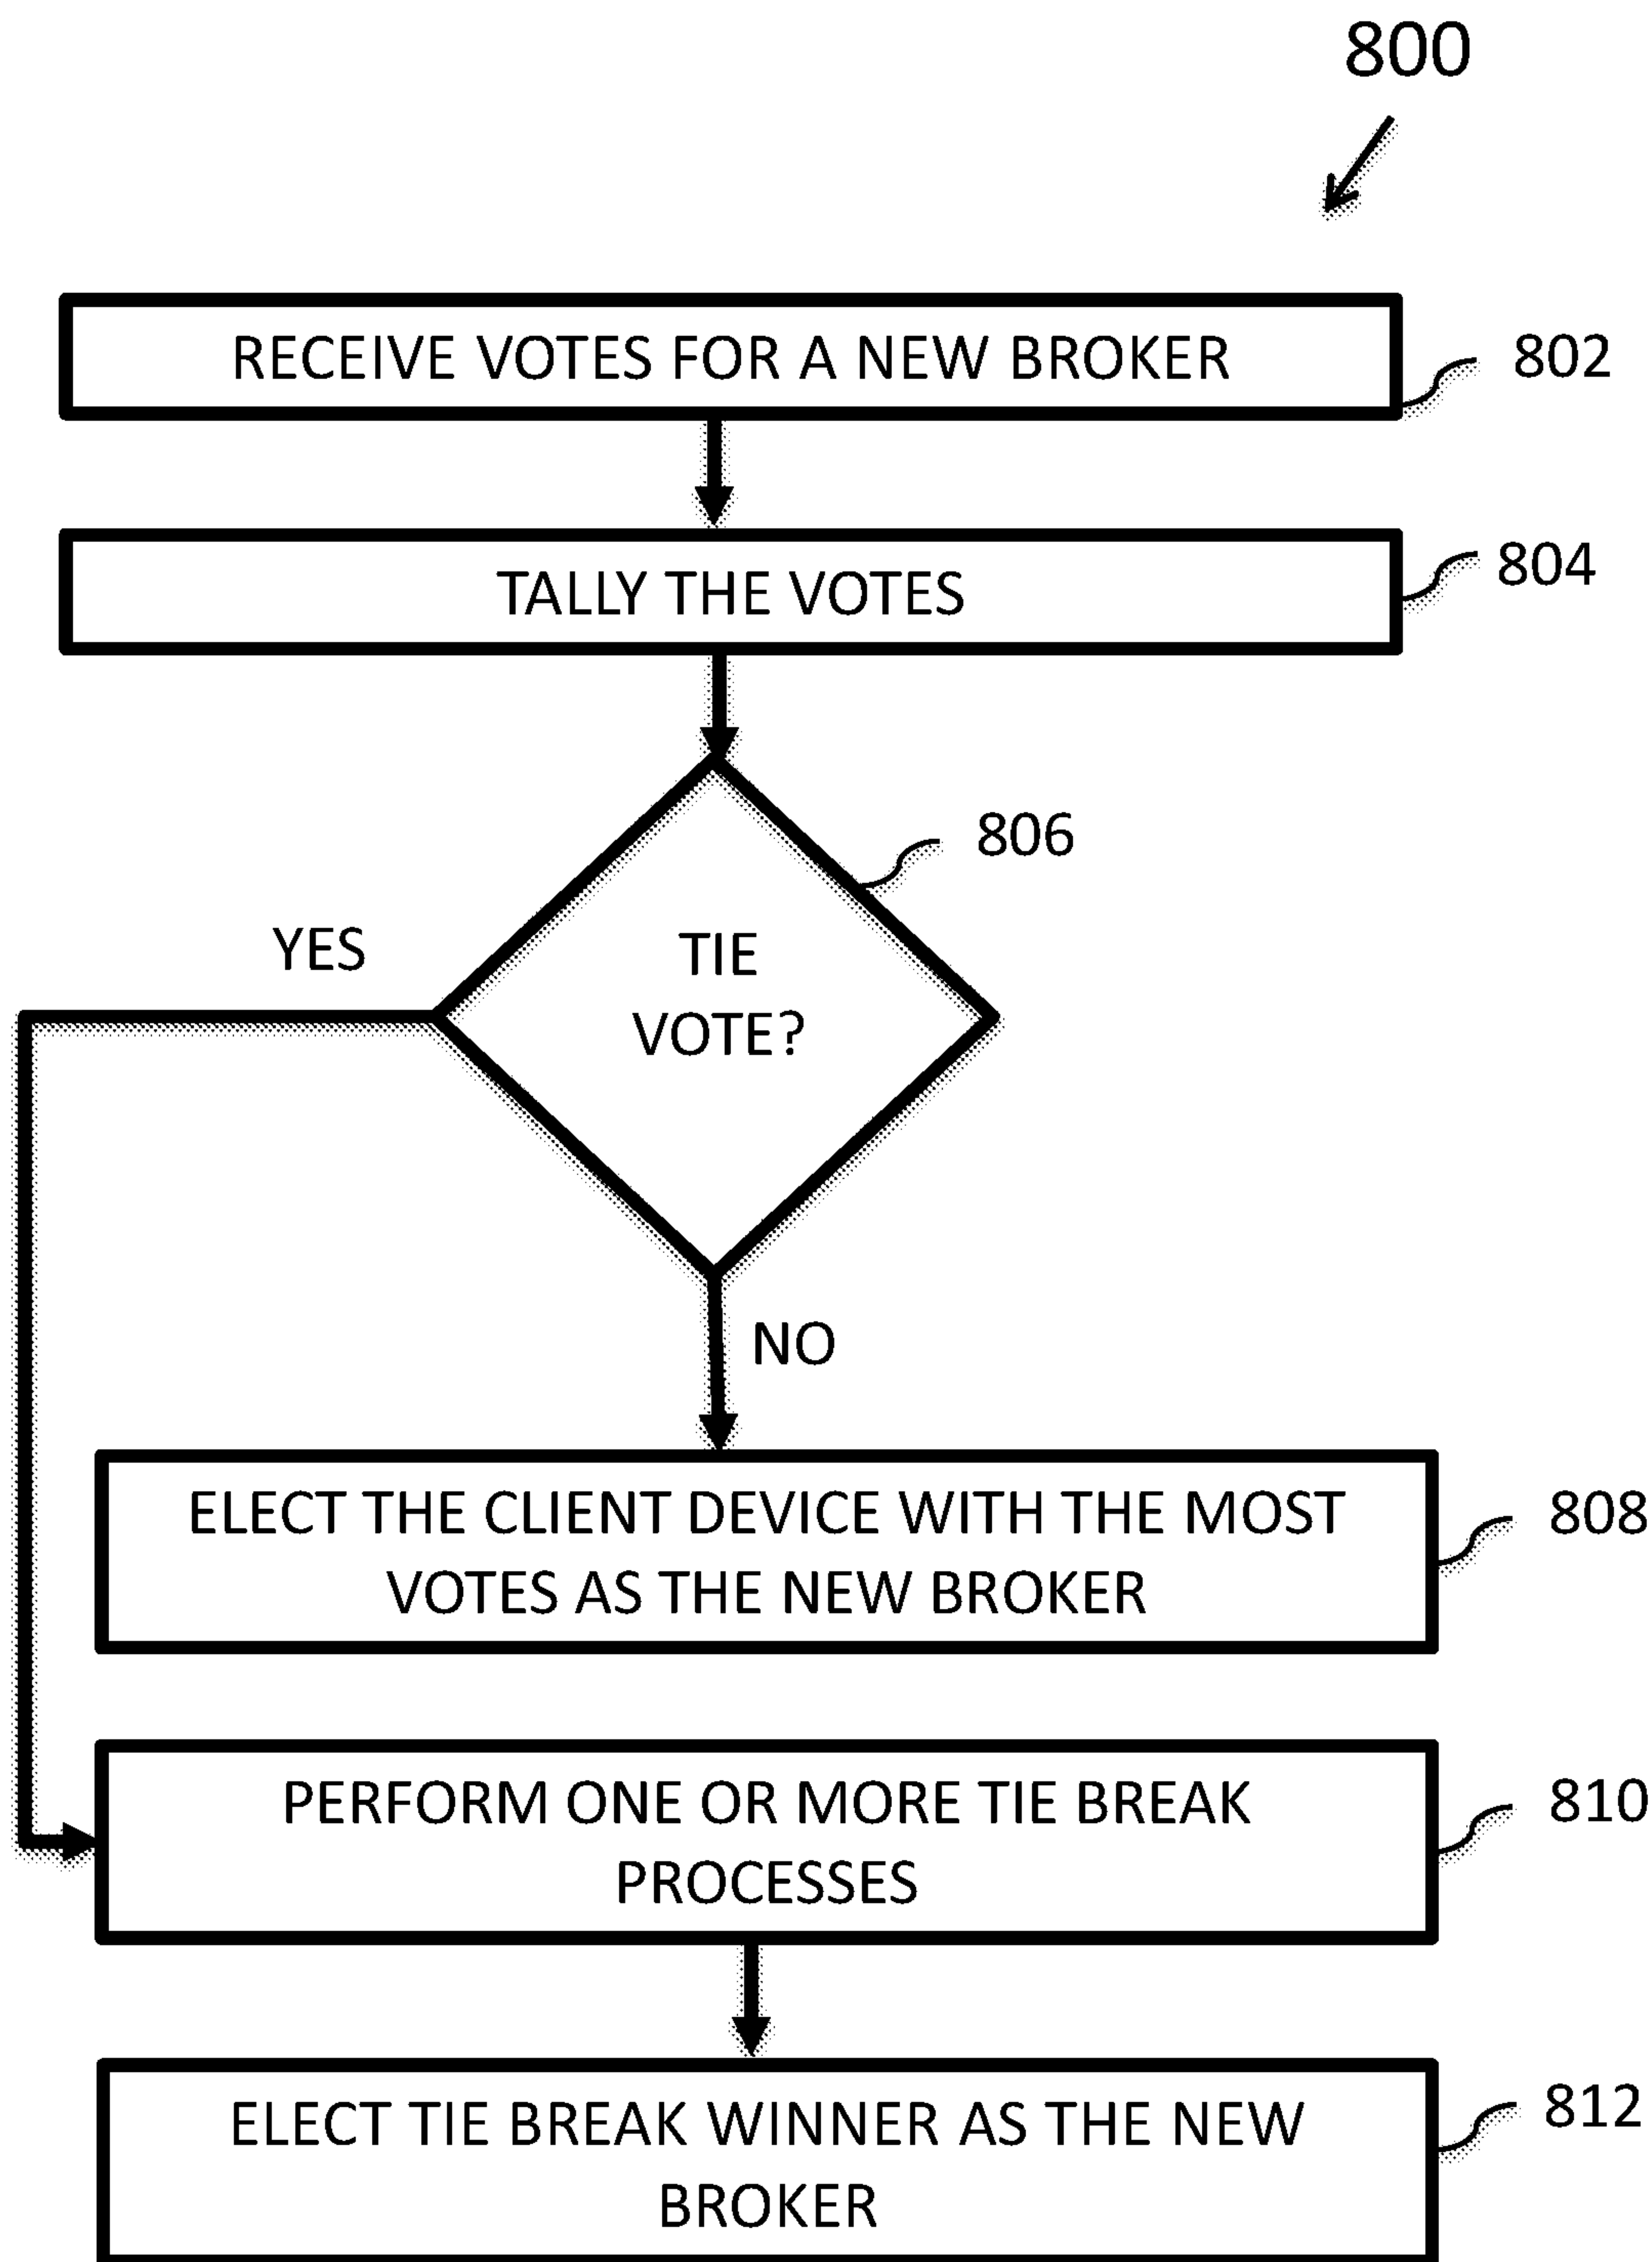 800
RECEIVE VOTES FOR A NEW BROKER
802
TALLY THE VOTES
804
806
YES
TIE
VOTE?
NO
ELECT THE CLIENT DEVICE WITH THE MOST
VOTES AS THE NEW BROKER
808
PERFORM ONE OR MORE TIE BREAK
PROCESSES
810
ELECT TIE BREAK WINNER AS THE NEW
BROKER
812